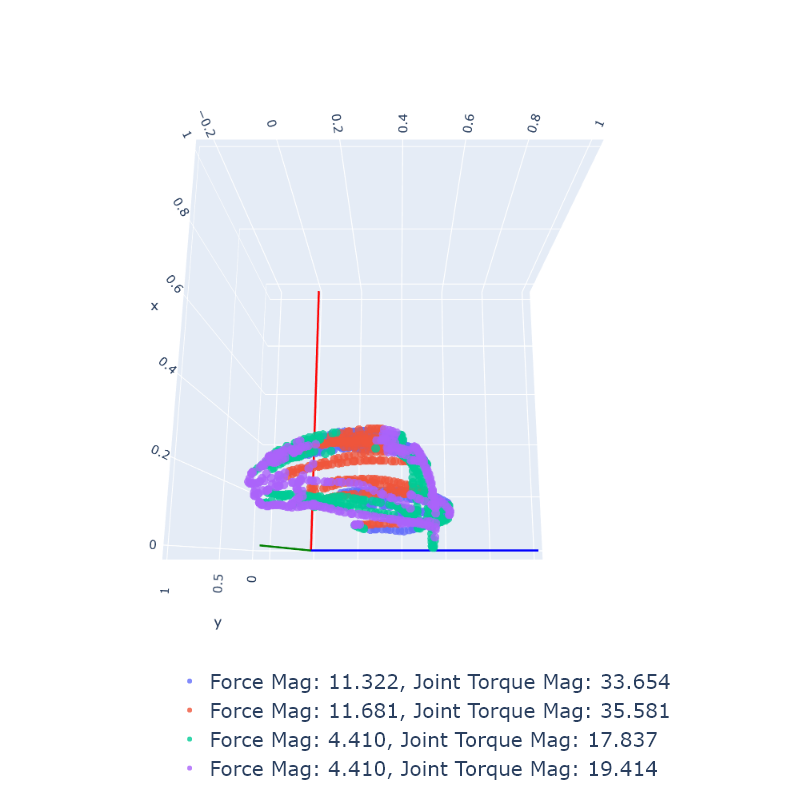 −0.2
0
0.2
0.4
0.6
0.8
1
1
0.8
0.6
x
0.4
0.2
0
1
0.5
0
y
Force Mag: 11.322, Joint Torque Mag: 33.654
Force Mag: 11.681, Joint Torque Mag: 35.581
Force Mag: 4.410, Joint Torque Mag: 17.837
Force Mag: 4.410, Joint Torque Mag: 19.414